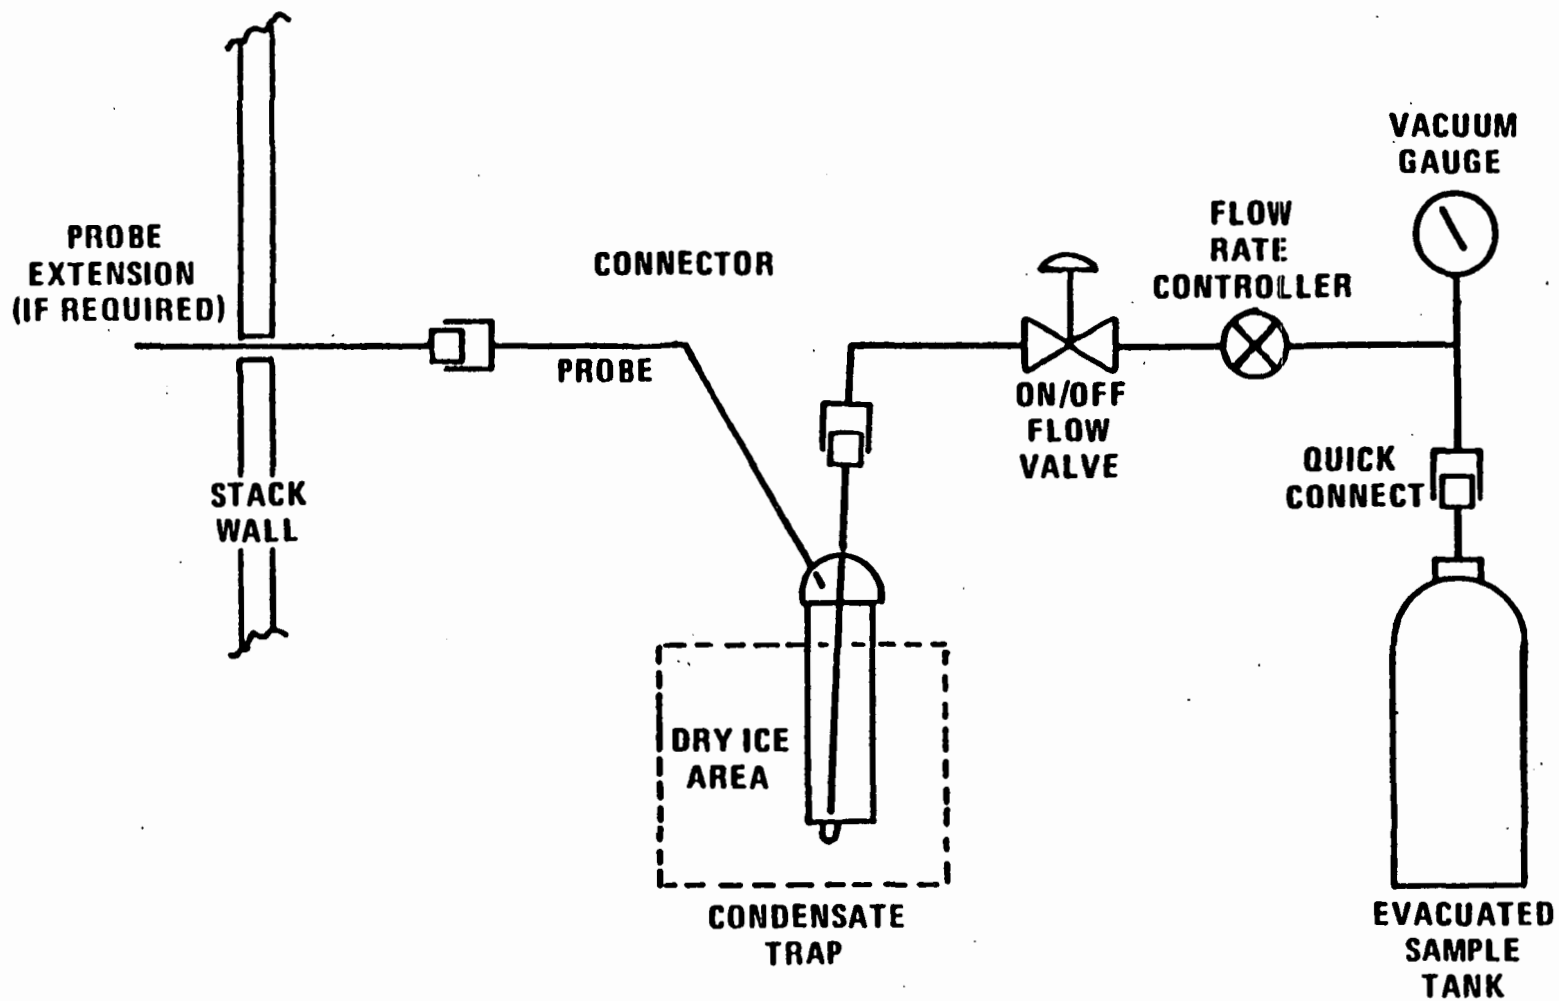 VACUUM
GAUGE
FLOW
RATE
CONTROLLER
PROBE
EXTENSION
(IF REQUIRED)
CONNECTOR
PROBE
ON/OFF
FLOW
VALVE
QUICK
CONNECT
STACK
WALL
DRY ICE
AREA
CONDENSATE
TRAP
EVACUATED
SAMPLE
TANK